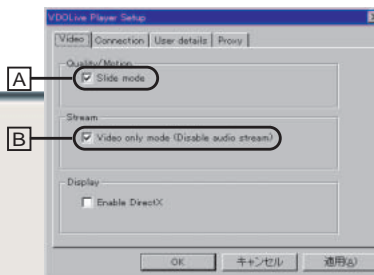 VDOLive Player Setup
Video Connection User details Proxy
Quality/Motion
A
Slide mode
Stream
B
Video only mode (Disable audio stream)
Display
Enable DirectX
OK キャンセル 適用(A)